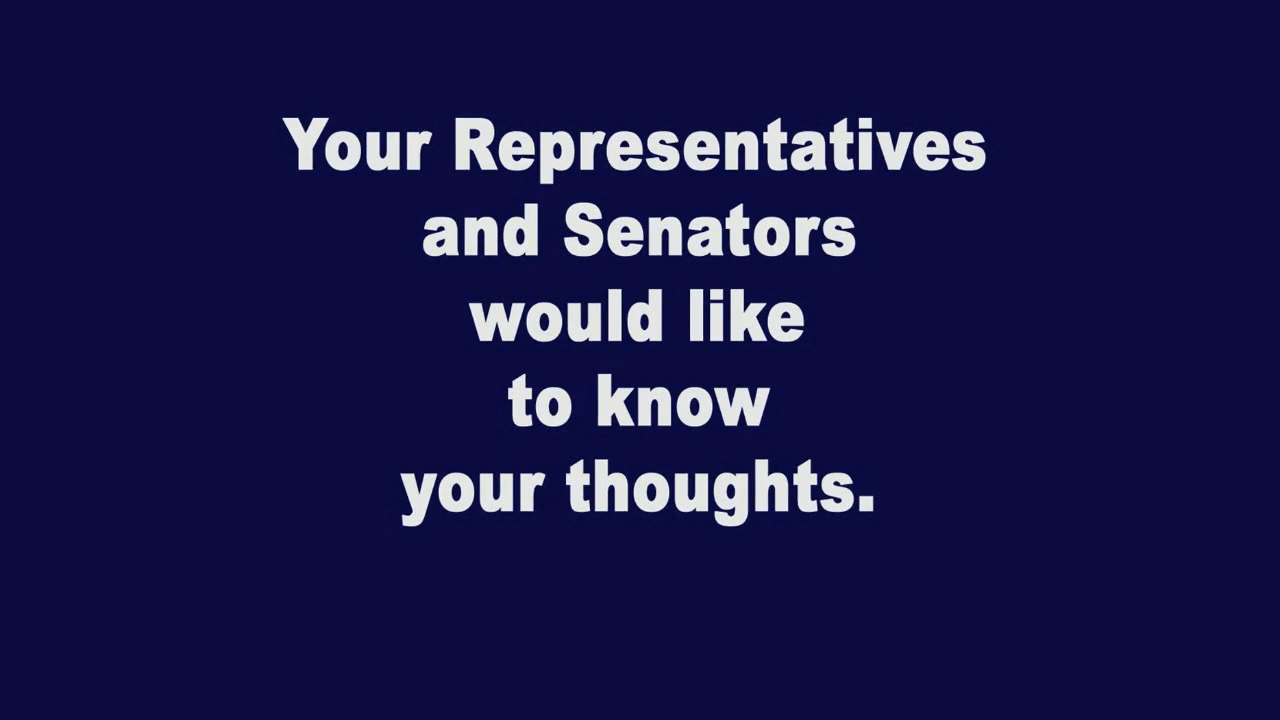 Your Representatives
and Senators
would like
to know
your thoughts.